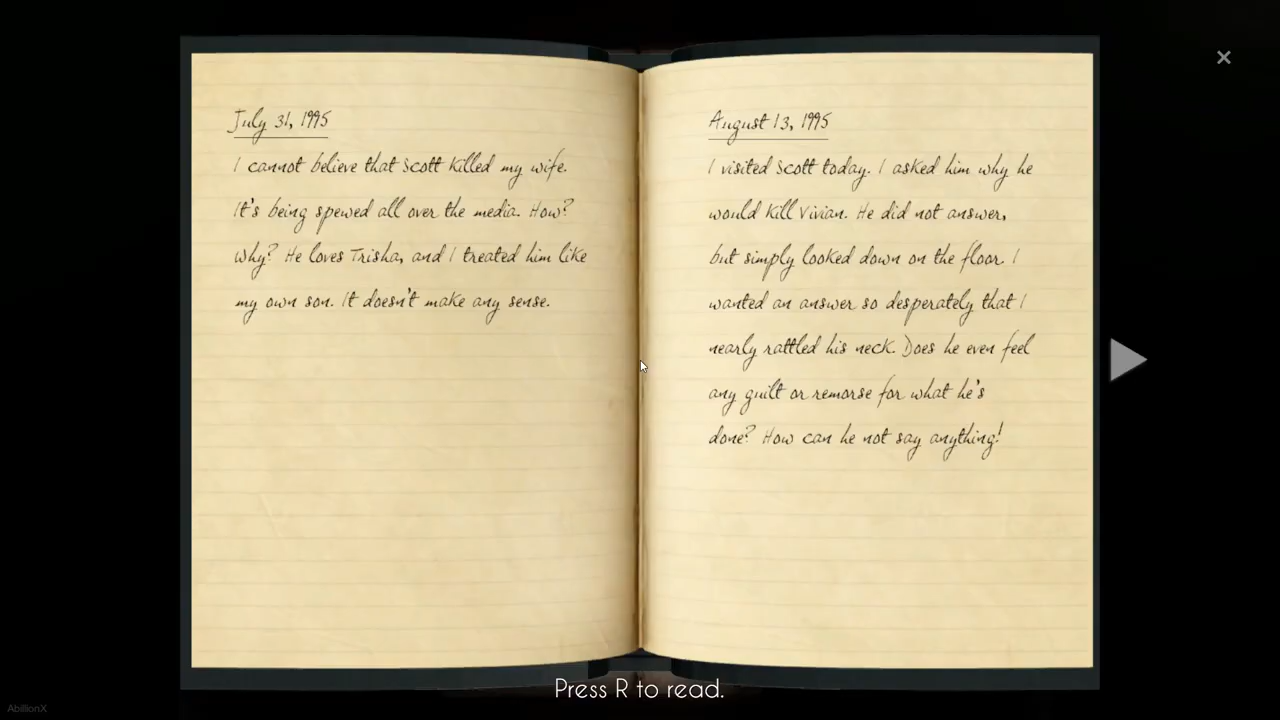 July 31, 1995
I cannot believe that Scott killed my wife.
It's being spewed all over the media. How?
Why? He loves Trisha, and I treated him like
my own son. It doesn't make any sense.
August 13, 1995
I visited Scott today. I asked him why he
would kill Vivian. He did not answer,
but simply looked down on the floor. I
wanted an answer so desperately that I
nearly rattled his neck. Does he even feel
any guilt or remorse for what he's
done? How can he not say anything!
Press R to read.
AbillionX